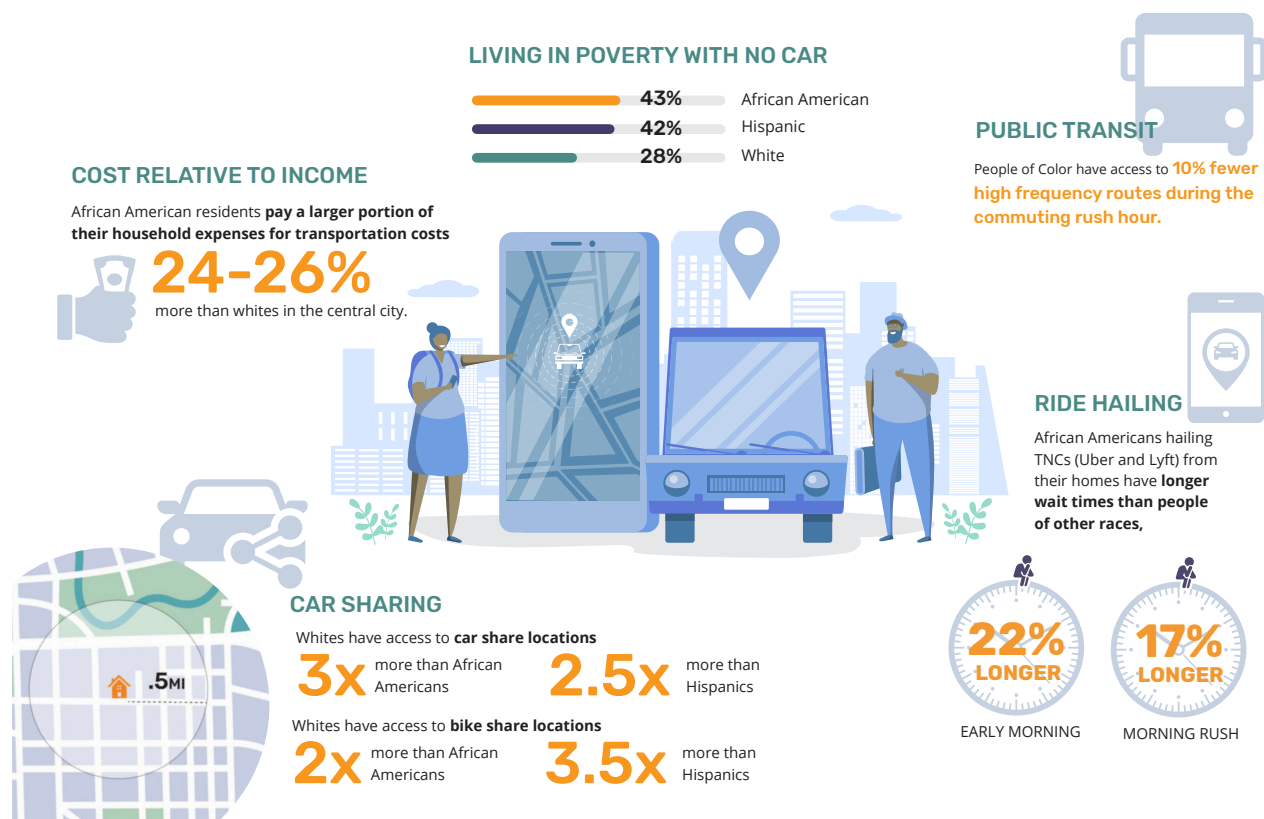 LIVING IN POVERTY WITH NO CAR
43% African American
42% Hispanic
28% White
PUBLIC TRANSIT
People of Color have access to 10% fewer
high frequency routes during the
commuting rush hour.
COST RELATIVE TO INCOME
African American residents pay a larger portion of
their household expenses for transportation costs
24-26%
more than whites in the central city.
RIDE HAILING
African Americans hailing
TNCs (Uber and Lyft) from
their homes have longer
wait times than people
of other races,
22%
LONGER
EARLY MORNING
17%
LONGER
MORNING RUSH
.5MI
CAR SHARING
Whites have access to car share locations
3x
more than African
Americans
2.5x
more than
Hispanics
Whites have access to bike share locations
2x
more than African
Americans
3.5x
more than
Hispanics